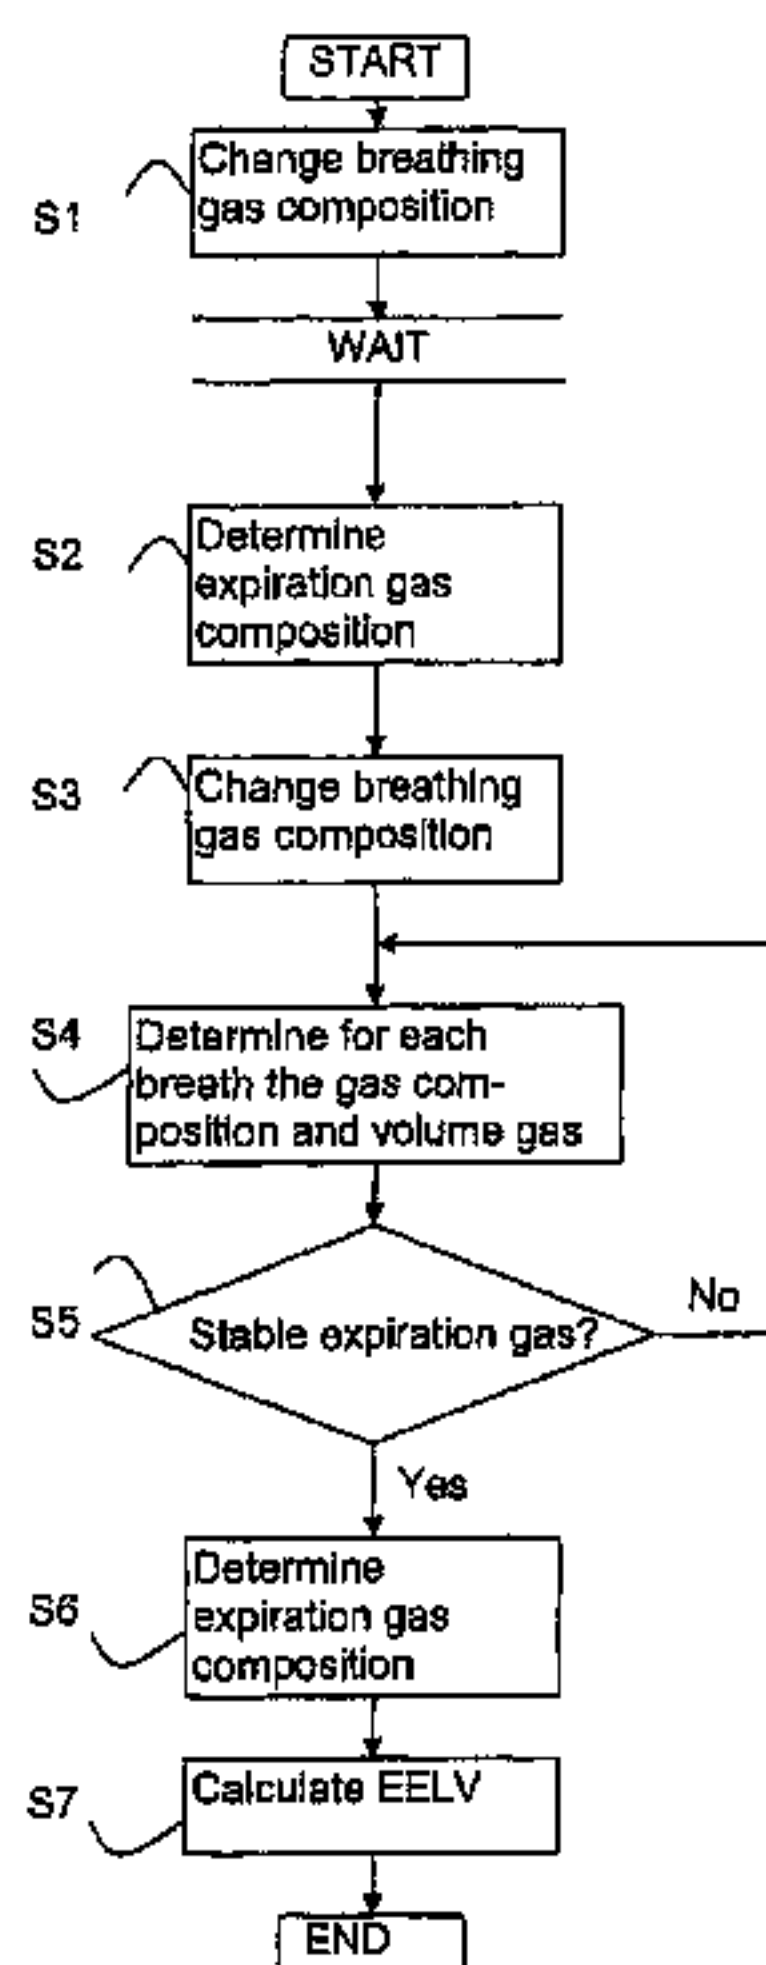 START
Change breathing
gas composition
S1
WAIT
S2
Determine
expiration gas
composition
S3
Change breathing
gas composition
S4
Determine for each
breath the gas com-
position and volume gas
No
S5
Stable expiration gas?
Yes
Determine
S6
expiration gas
composition
S7
Calculate EELV
END